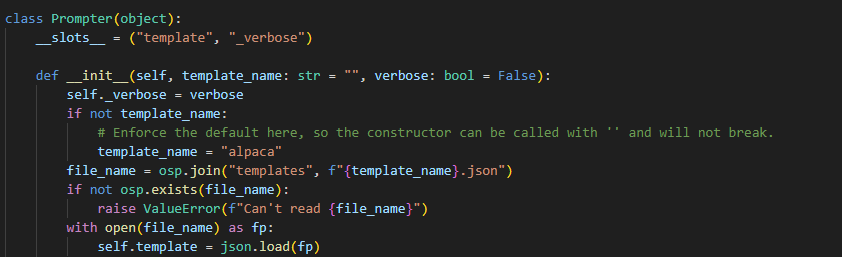 class Prompter(object):
    __slots__ = ("template", "_verbose")

    def __init__(self, template_name: str = "", verbose: bool = False):
        self._verbose = verbose
        if not template_name:
            # Enforce the default here, so the constructor can be called with '' and will not break.
            template_name = "alpaca"
        file_name = osp.join("templates", f"{template_name}.json")
        if not osp.exists(file_name):
            raise ValueError(f"Can't read {file_name}")
        with open(file_name) as fp:
            self.template = json.load(fp)